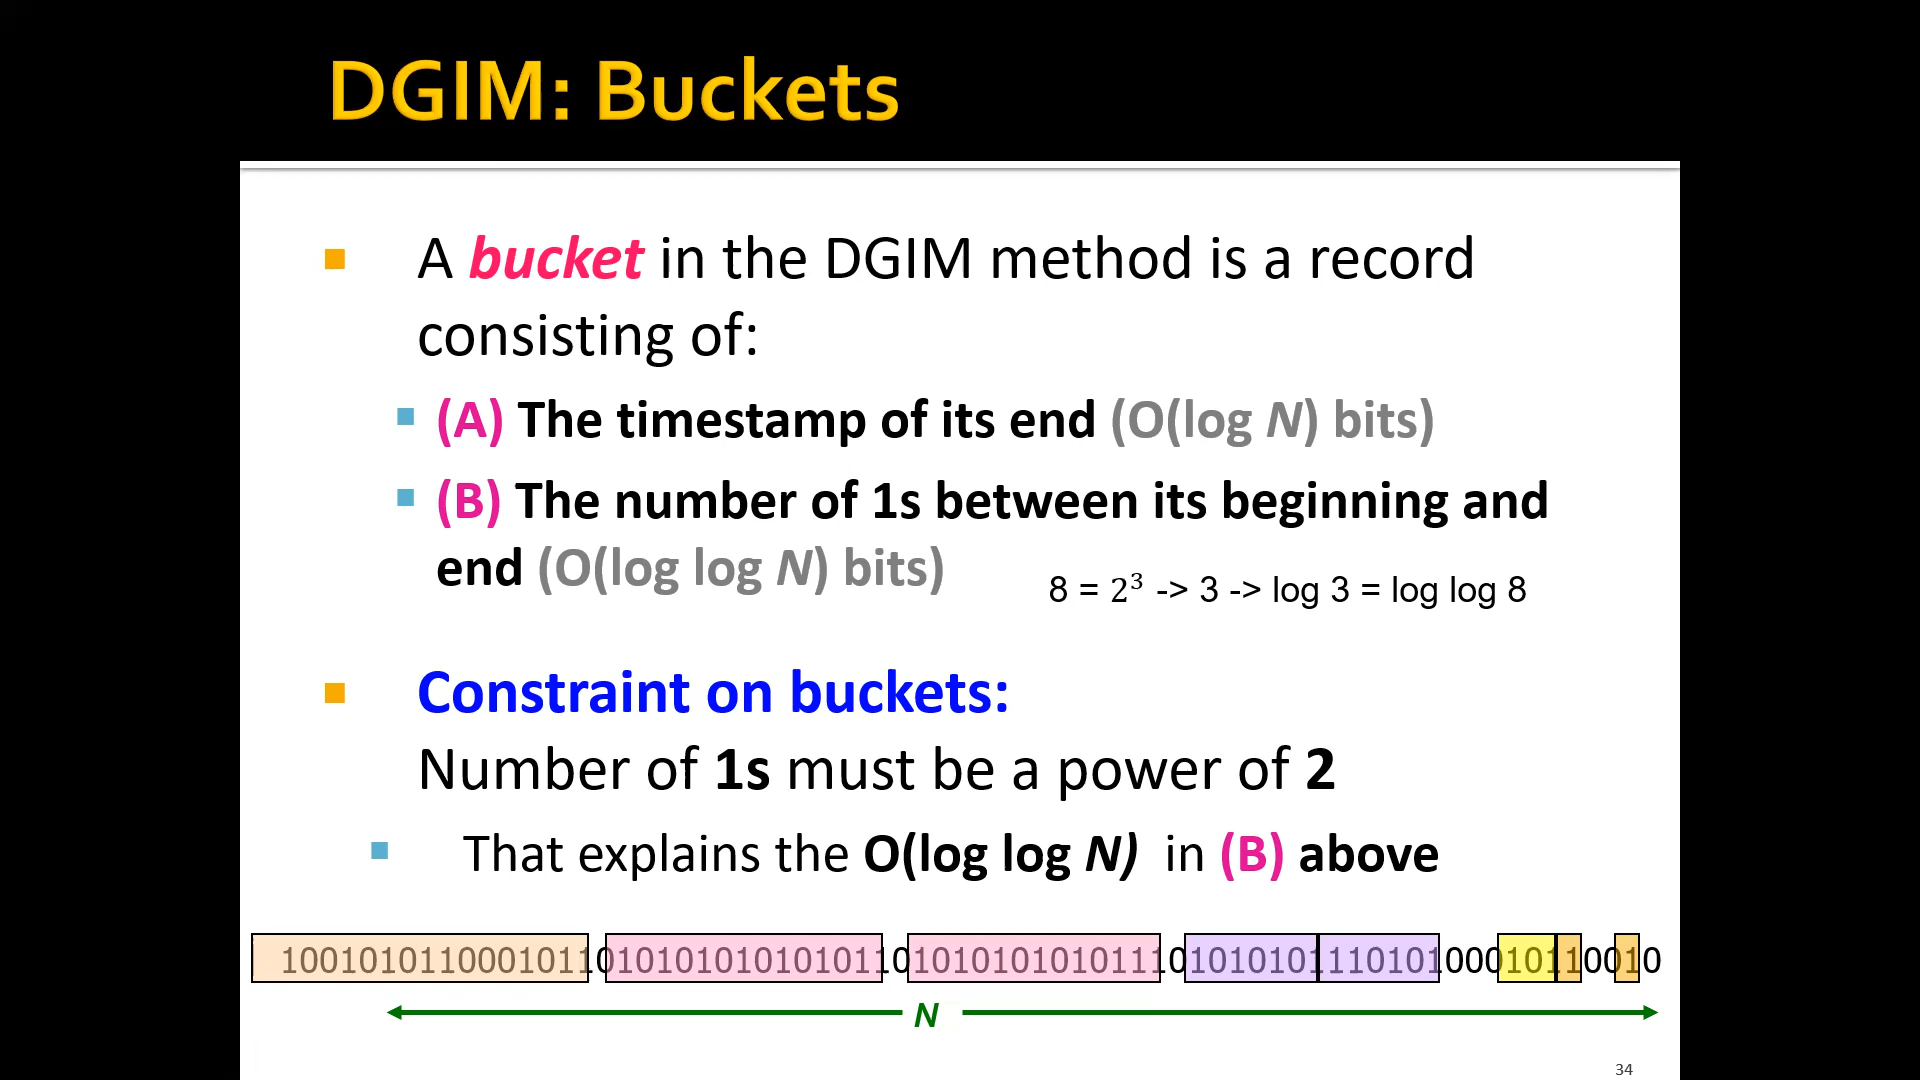 DGIM: Buckets
A bucket in the DGIM method is a record
consisting of:
(A) The timestamp of its end (O(log N) bits)
(B) The number of 1s between its beginning and
end (O(log log N) bits)
8 = 2³ -> 3 -> log 3 = log log 8
Constraint on buckets:
Number of 1s must be a power of 2
That explains the O(log log N) in (B) above
1001010110001011010101010101011010101010101110101010111010100010110010
N
34